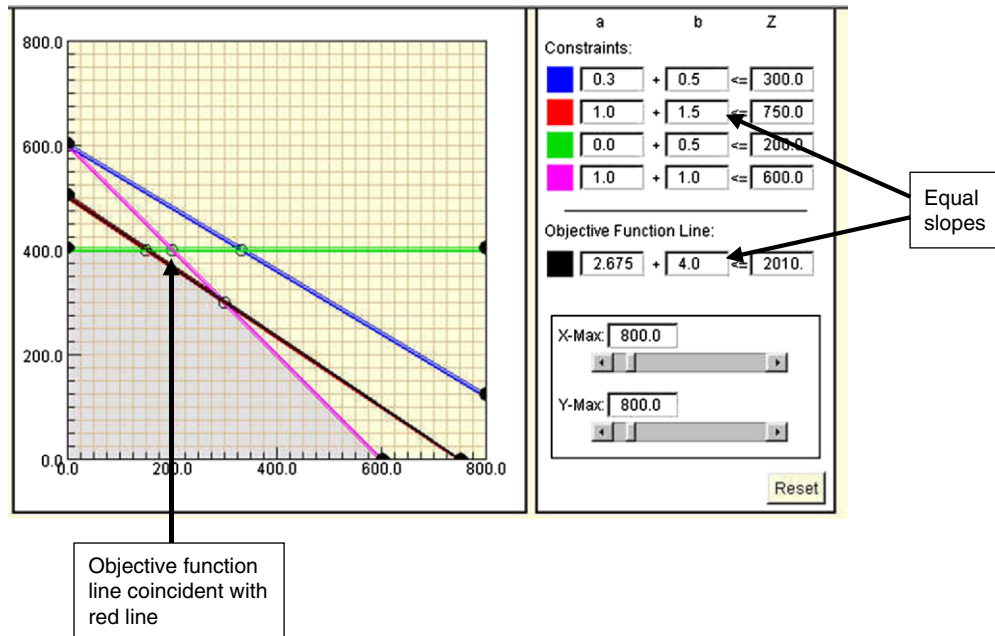 800.0
600.0
400.0
200.0
0.0
0.0 200.0 400.0 600.0 800.0
a b Z
Constraints:
0.3 + 0.5 <= 300.0
1.0 + 1.5 <= 750.0
0.0 + 0.5 <= 200.0
1.0 + 1.0 <= 600.0
Objective Function Line:
2.675 + 4.0 <= 2010.
X-Max: 800.0
Y-Max: 800.0
Reset
Equal
slopes
Objective function
line coincident with
red line